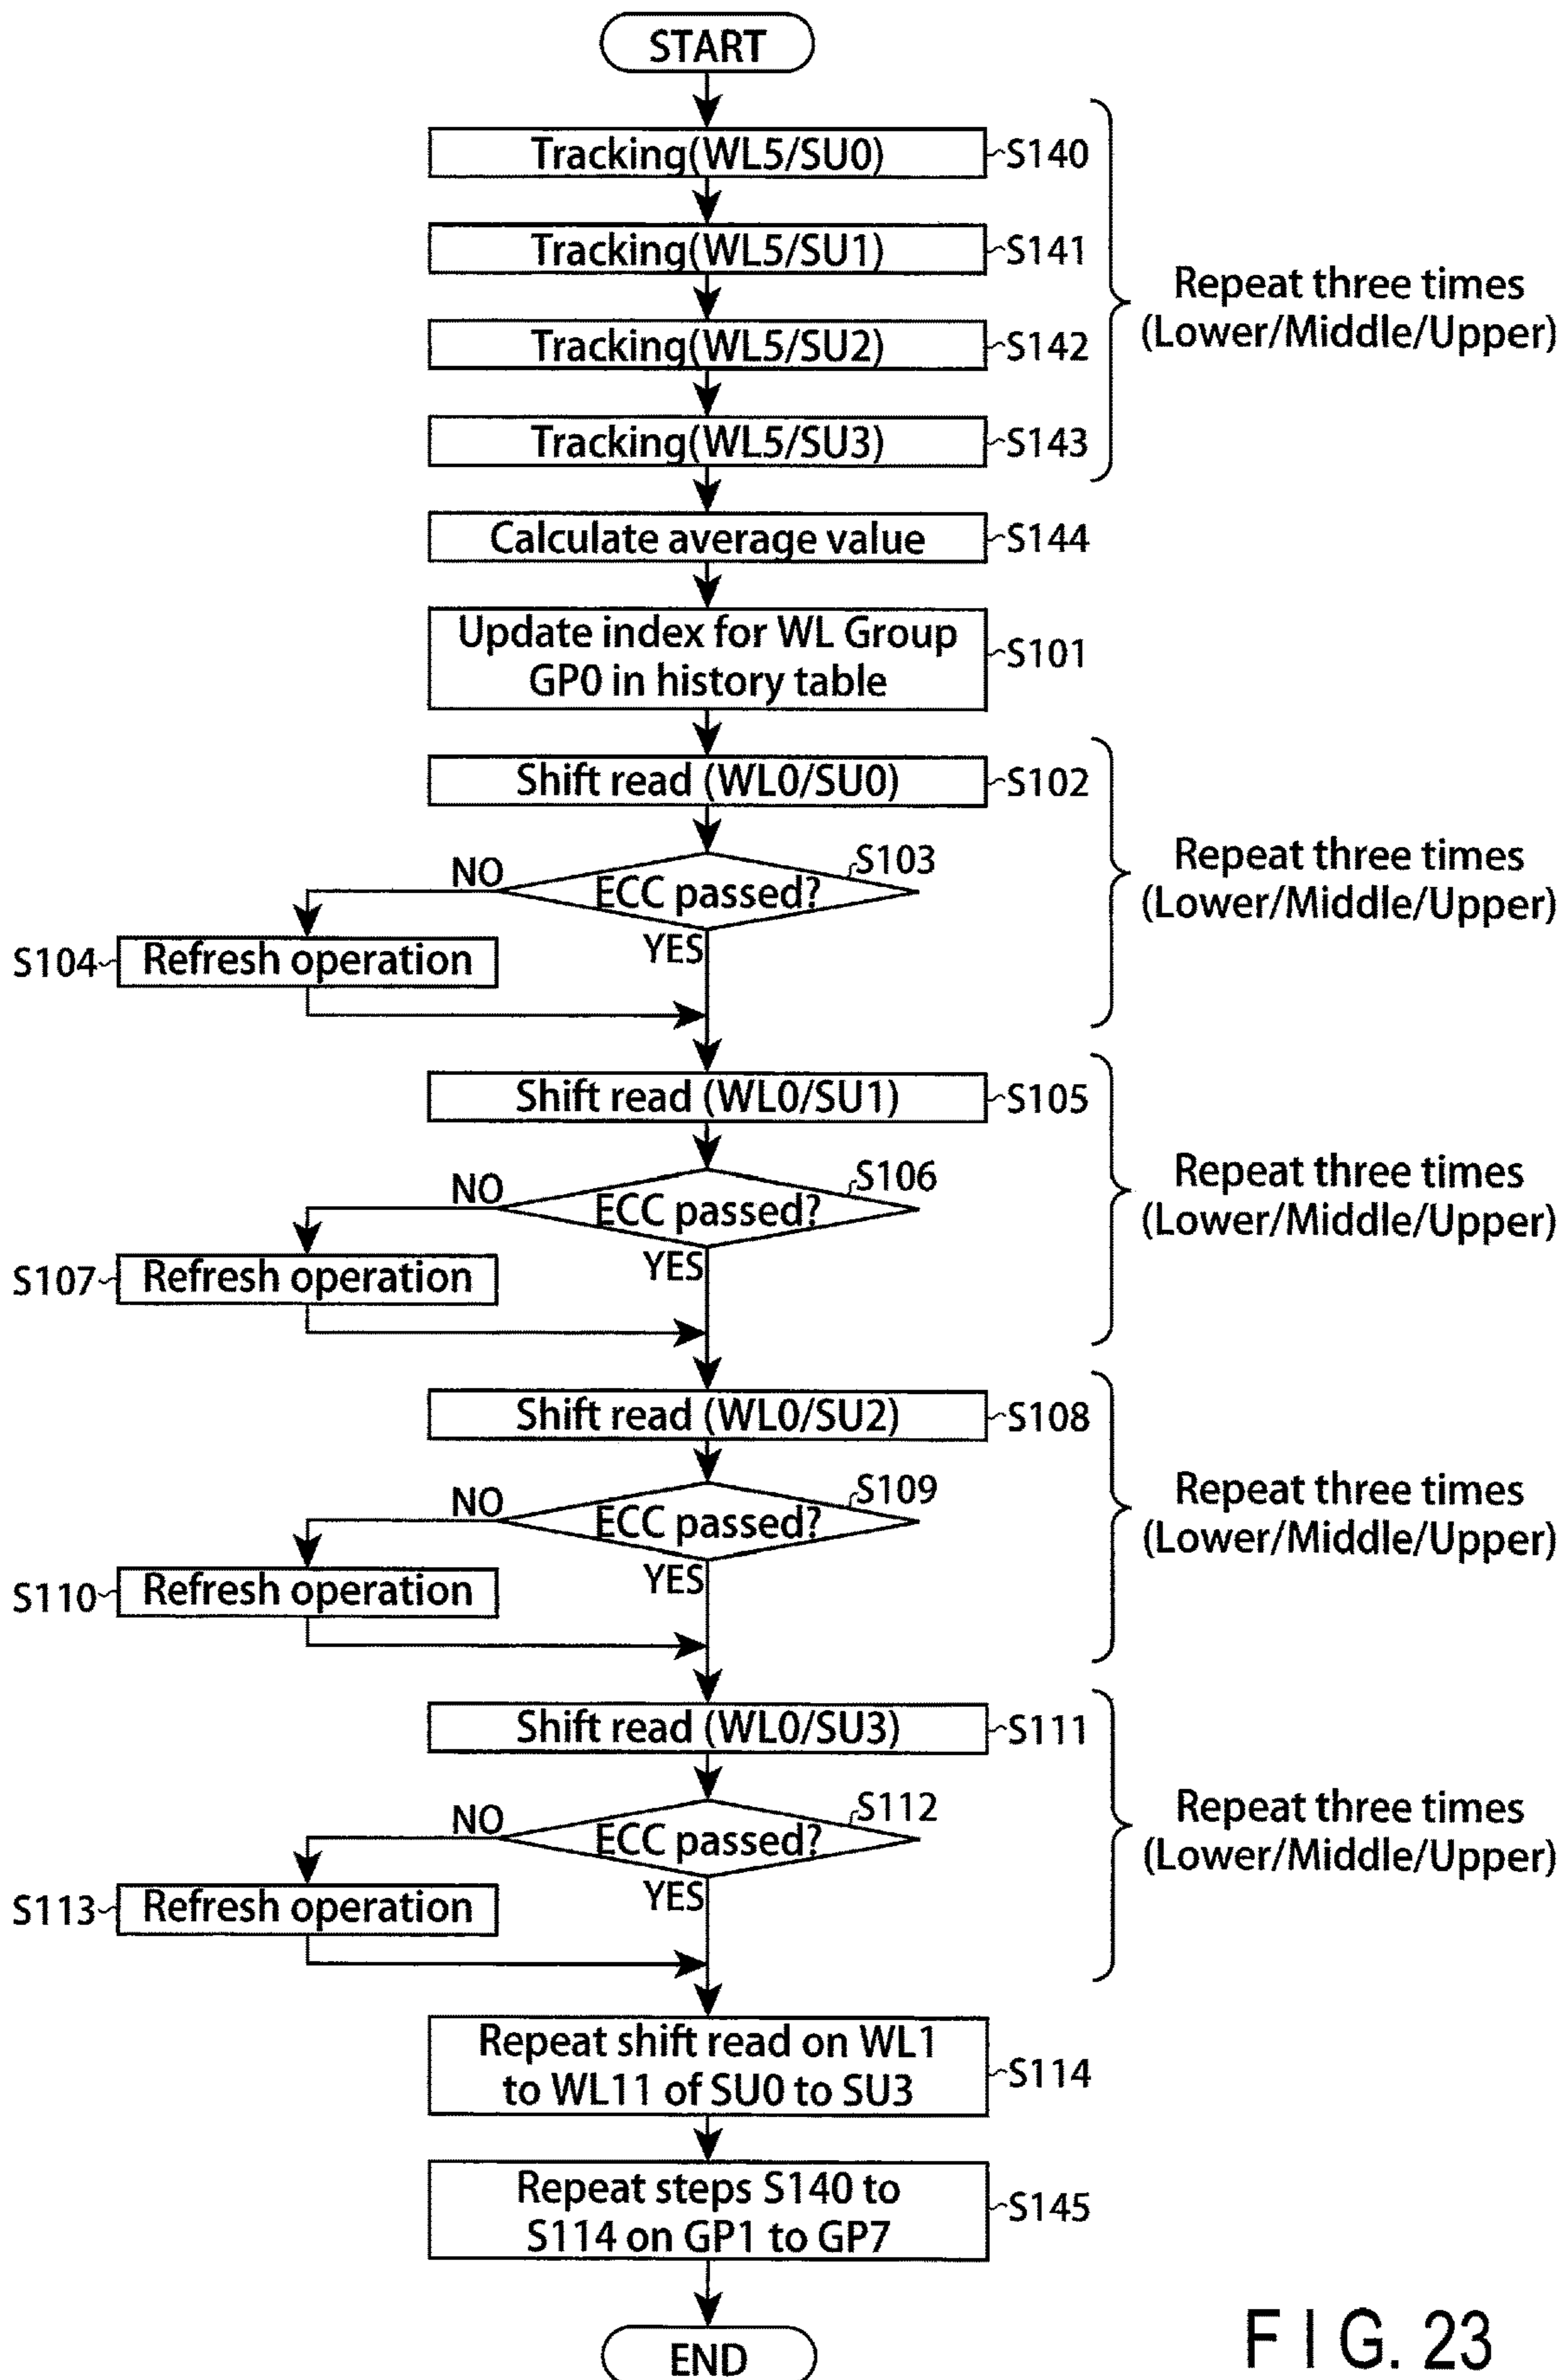 START
Tracking(WL5/SU0)
S140
Tracking(WL5/SU1)
S141
Repeat three times
(Lower/Middle/Upper)
Tracking(WL5/SU2)
S142
Tracking(WL5/SU3)
S143
Calculate average value
S144
Update index for WL Group
GP0 in history table
S101
Shift read (WL0/SU0)
S102
S103
NO
ECC passed?
YES
Repeat three times
(Lower/Middle/Upper)
S104
Refresh operation
Shift read (WL0/SU1)
S105
S106
NO
ECC passed?
YES
Repeat three times
(Lower/Middle/Upper)
S107
Refresh operation
Shift read (WL0/SU2)
S108
S109
NO
ECC passed?
YES
Repeat three times
(Lower/Middle/Upper)
S110
Refresh operation
Shift read (WL0/SU3)
S111
S112
NO
ECC passed?
YES
Repeat three times
(Lower/Middle/Upper)
S113
Refresh operation
Repeat shift read on WL1
to WL11 of SU0 to SU3
S114
Repeat steps S140 to
S114 on GP1 to GP7
S145
END
FIG. 23